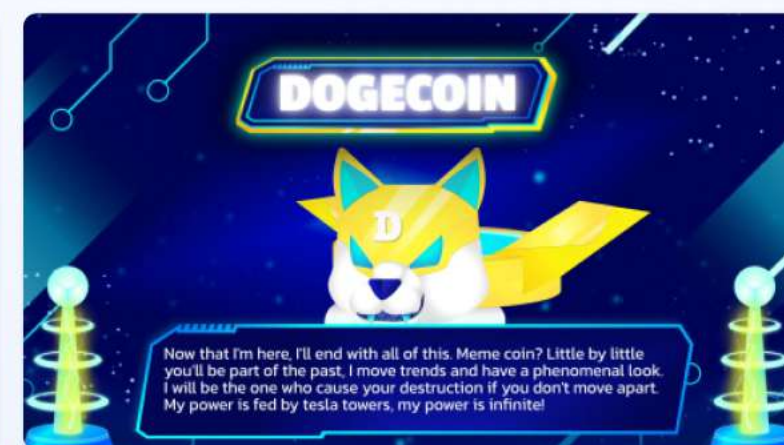 DOGECOIN
D
Now that I'm here, I'll end with all of this. Meme coin? Little by little
you'll be part of the past, I move trends and have a phenomenal look.
I will be the one who cause your destruction if you don't move apart.
My power is fed by tesla towers, my power is infinite!